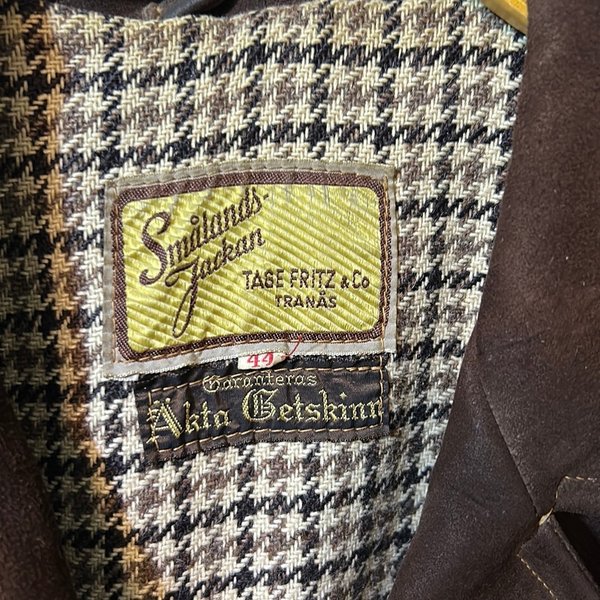 Smålands-
Jackan
TAGE FRITZ & Co
TRANÅS
44
Garanteras
Äkta Getskinn